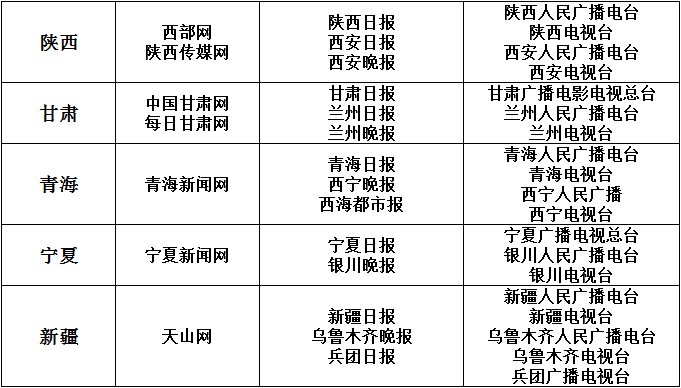 陕西
西部网
陕西传媒网
陕西日报
西安日报
西安晚报
陕西人民广播电台
陕西电视台
西安人民广播电台
西安电视台
甘肃
中国甘肃网
每日甘肃网
甘肃日报
兰州日报
兰州晚报
甘肃广播电影电视总台
兰州人民广播电台
兰州电视台
青海
青海新闻网
青海日报
西宁晚报
西海都市报
青海人民广播电台
青海电视台
西宁人民广播
西宁电视台
宁夏
宁夏新闻网
宁夏日报
银川晚报
宁夏广播电视总台
银川人民广播电台
银川电视台
新疆
天山网
新疆日报
乌鲁木齐晚报
兵团日报
新疆人民广播电台
新疆电视台
乌鲁木齐人民广播电台
乌鲁木齐电视台
兵团广播电视台